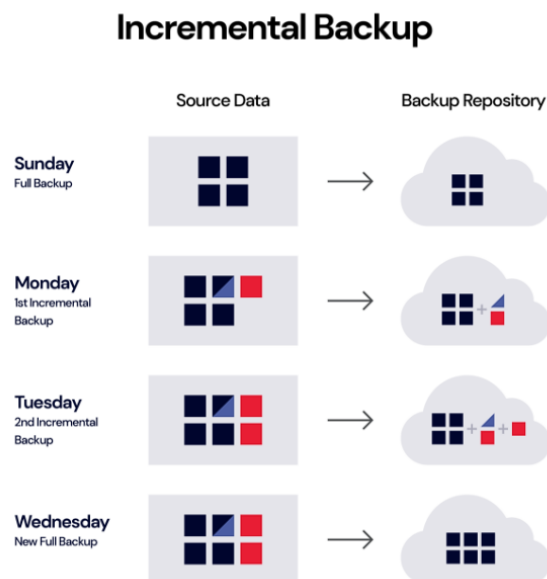 Incremental Backup
Source Data
Backup Repository
Sunday
Full Backup
Monday
1st Incremental
Backup
+
Tuesday
2nd Incremental
Backup
+ +
Wednesday
New Full Backup